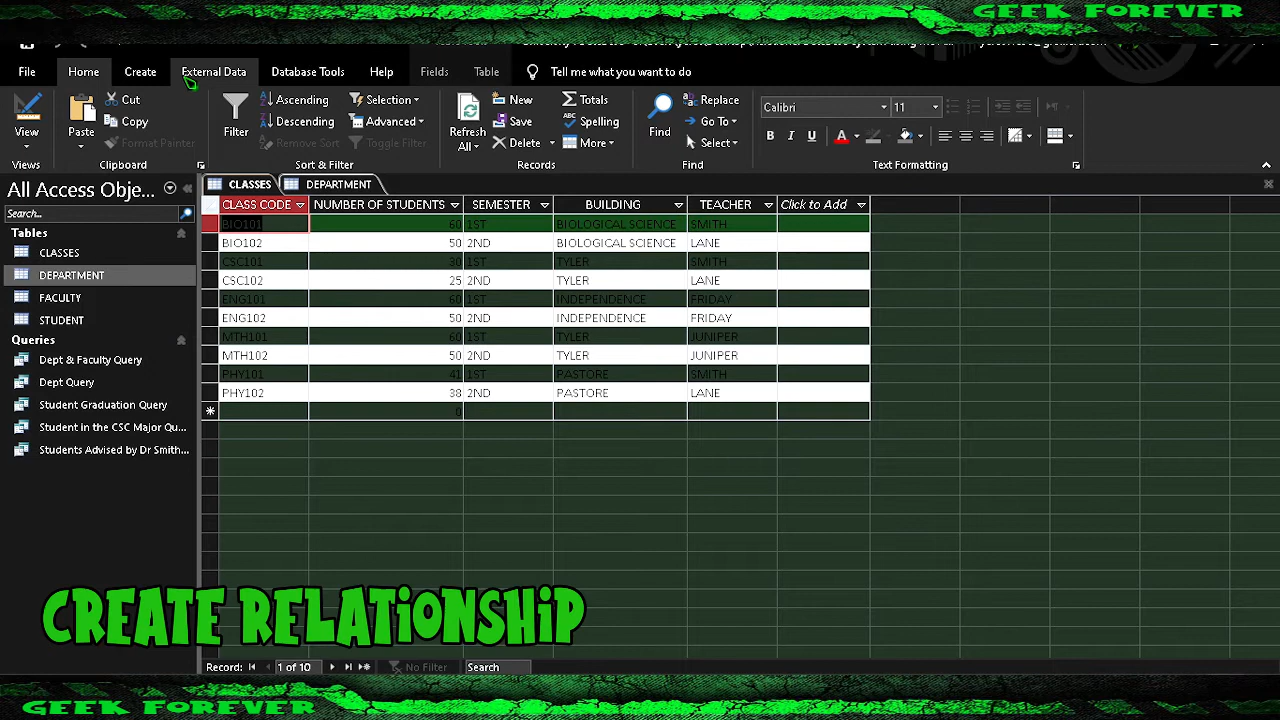 GEEK FOREVER
File Home Create External Data Database Tools Help Fields Table Tell me what you want to do
View
Views
Paste
Cut
Copy
Format Painter
Clipboard
Filter
Ascending
Descending
Remove Sort
Selection
Advanced
Toggle Filter
Sort & Filter
Refresh
All
New
Save
Delete
Totals
Spelling
More
Records
Find
Replace
Go To
Select
Find
Calibri 11
B I U A
Text Formatting
All Access Obje...
Search...
Tables
CLASSES
DEPARTMENT
FACULTY
STUDENT
Queries
Dept & Faculty Query
Dept Query
Student Graduation Query
Student in the CSC Major Qu...
Students Advised by Dr Smith...
CLASSES DEPARTMENT
CLASS CODE NUMBER OF STUDENTS SEMESTER BUILDING TEACHER Click to Add
BIO101 60 1ST BIOLOGICAL SCIENCE SMITH
BIO102 50 2ND BIOLOGICAL SCIENCE LANE
CSC101 30 1ST TYLER SMITH
CSC102 25 2ND TYLER LANE
ENG101 60 1ST INDEPENDENCE FRIDAY
ENG102 50 2ND INDEPENDENCE FRIDAY
MTH101 60 1ST TYLER JUNIPER
MTH102 50 2ND TYLER JUNIPER
PHY101 41 1ST PASTORE SMITH
PHY102 38 2ND PASTORE LANE
0
CREATE RELATIONSHIP
Record: 1 of 10 No Filter Search
GEEK FOREVER